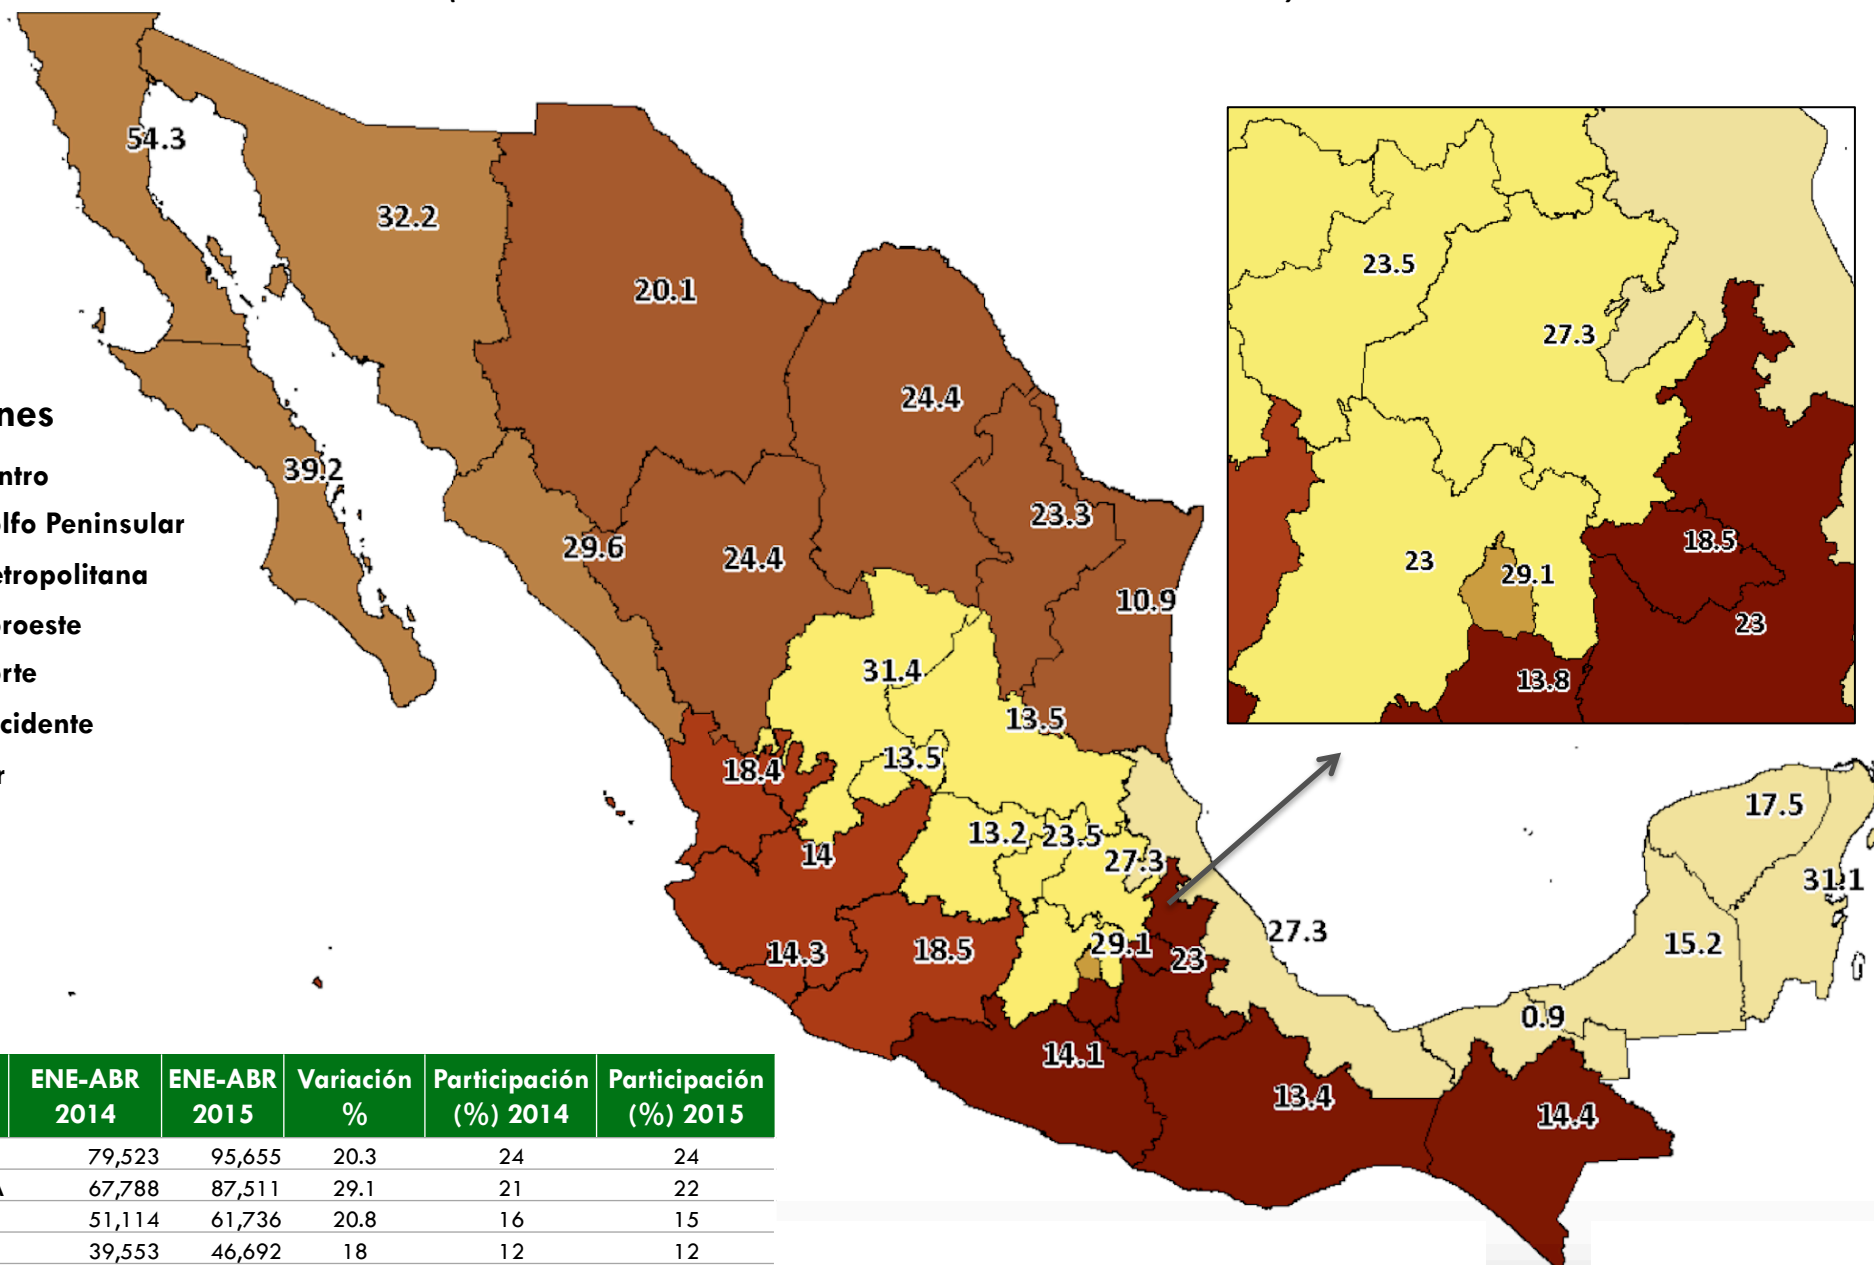 54.3
32.2
20.1
24.4
39.2
23.3
29.6
24.4
10.9
31.4
13.5
13.5
18.4
13.2
23.5
14
27.3
14.3
18.5
29.1
23
27.3
14.1
13.4
14.4
0.9
15.2
17.5
31.1
23.5
27.3
23
29.1
18.5
23
13.8
nes
ntro
olfo Peninsular
etropolitana
oroeste
orte
ccidente
r
ENE-ABR 2014 ENE-ABR 2015 Variación % Participación (%) 2014 Participación (%) 2015
79,523 95,655 20.3 24 24
A 67,788 87,511 29.1 21 22
51,114 61,736 20.8 16 15
39,553 46,692 18 12 12